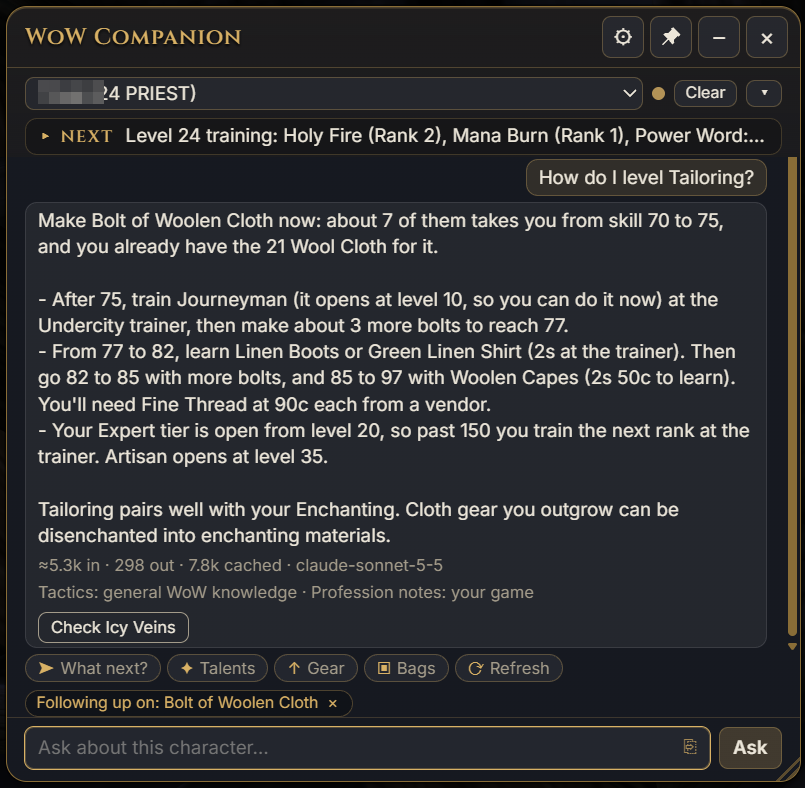 WoW Companion
24 PRIEST)
Clear
NEXT Level 24 training: Holy Fire (Rank 2), Mana Burn (Rank 1), Power Word:...
How do I level Tailoring?
Make Bolt of Woolen Cloth now: about 7 of them takes you from skill 70 to 75,
and you already have the 21 Wool Cloth for it.
- After 75, train Journeyman (it opens at level 10, so you can do it now) at the
Undercity trainer, then make about 3 more bolts to reach 77.
- From 77 to 82, learn Linen Boots or Green Linen Shirt (2s at the trainer). Then
go 82 to 85 with more bolts, and 85 to 97 with Woolen Capes (2s 50c to learn).
You'll need Fine Thread at 90c each from a vendor.
- Your Expert tier is open from level 20, so past 150 you train the next rank at the
trainer. Artisan opens at level 35.
Tailoring pairs well with your Enchanting. Cloth gear you outgrow can be
disenchanted into enchanting materials.
≈5.3k in · 298 out · 7.8k cached · claude-sonnet-5-5
Tactics: general WoW knowledge · Profession notes: your game
Check Icy Veins
What next?
Talents
Gear
Bags
Refresh
Following up on: Bolt of Woolen Cloth ×
Ask about this character...
Ask